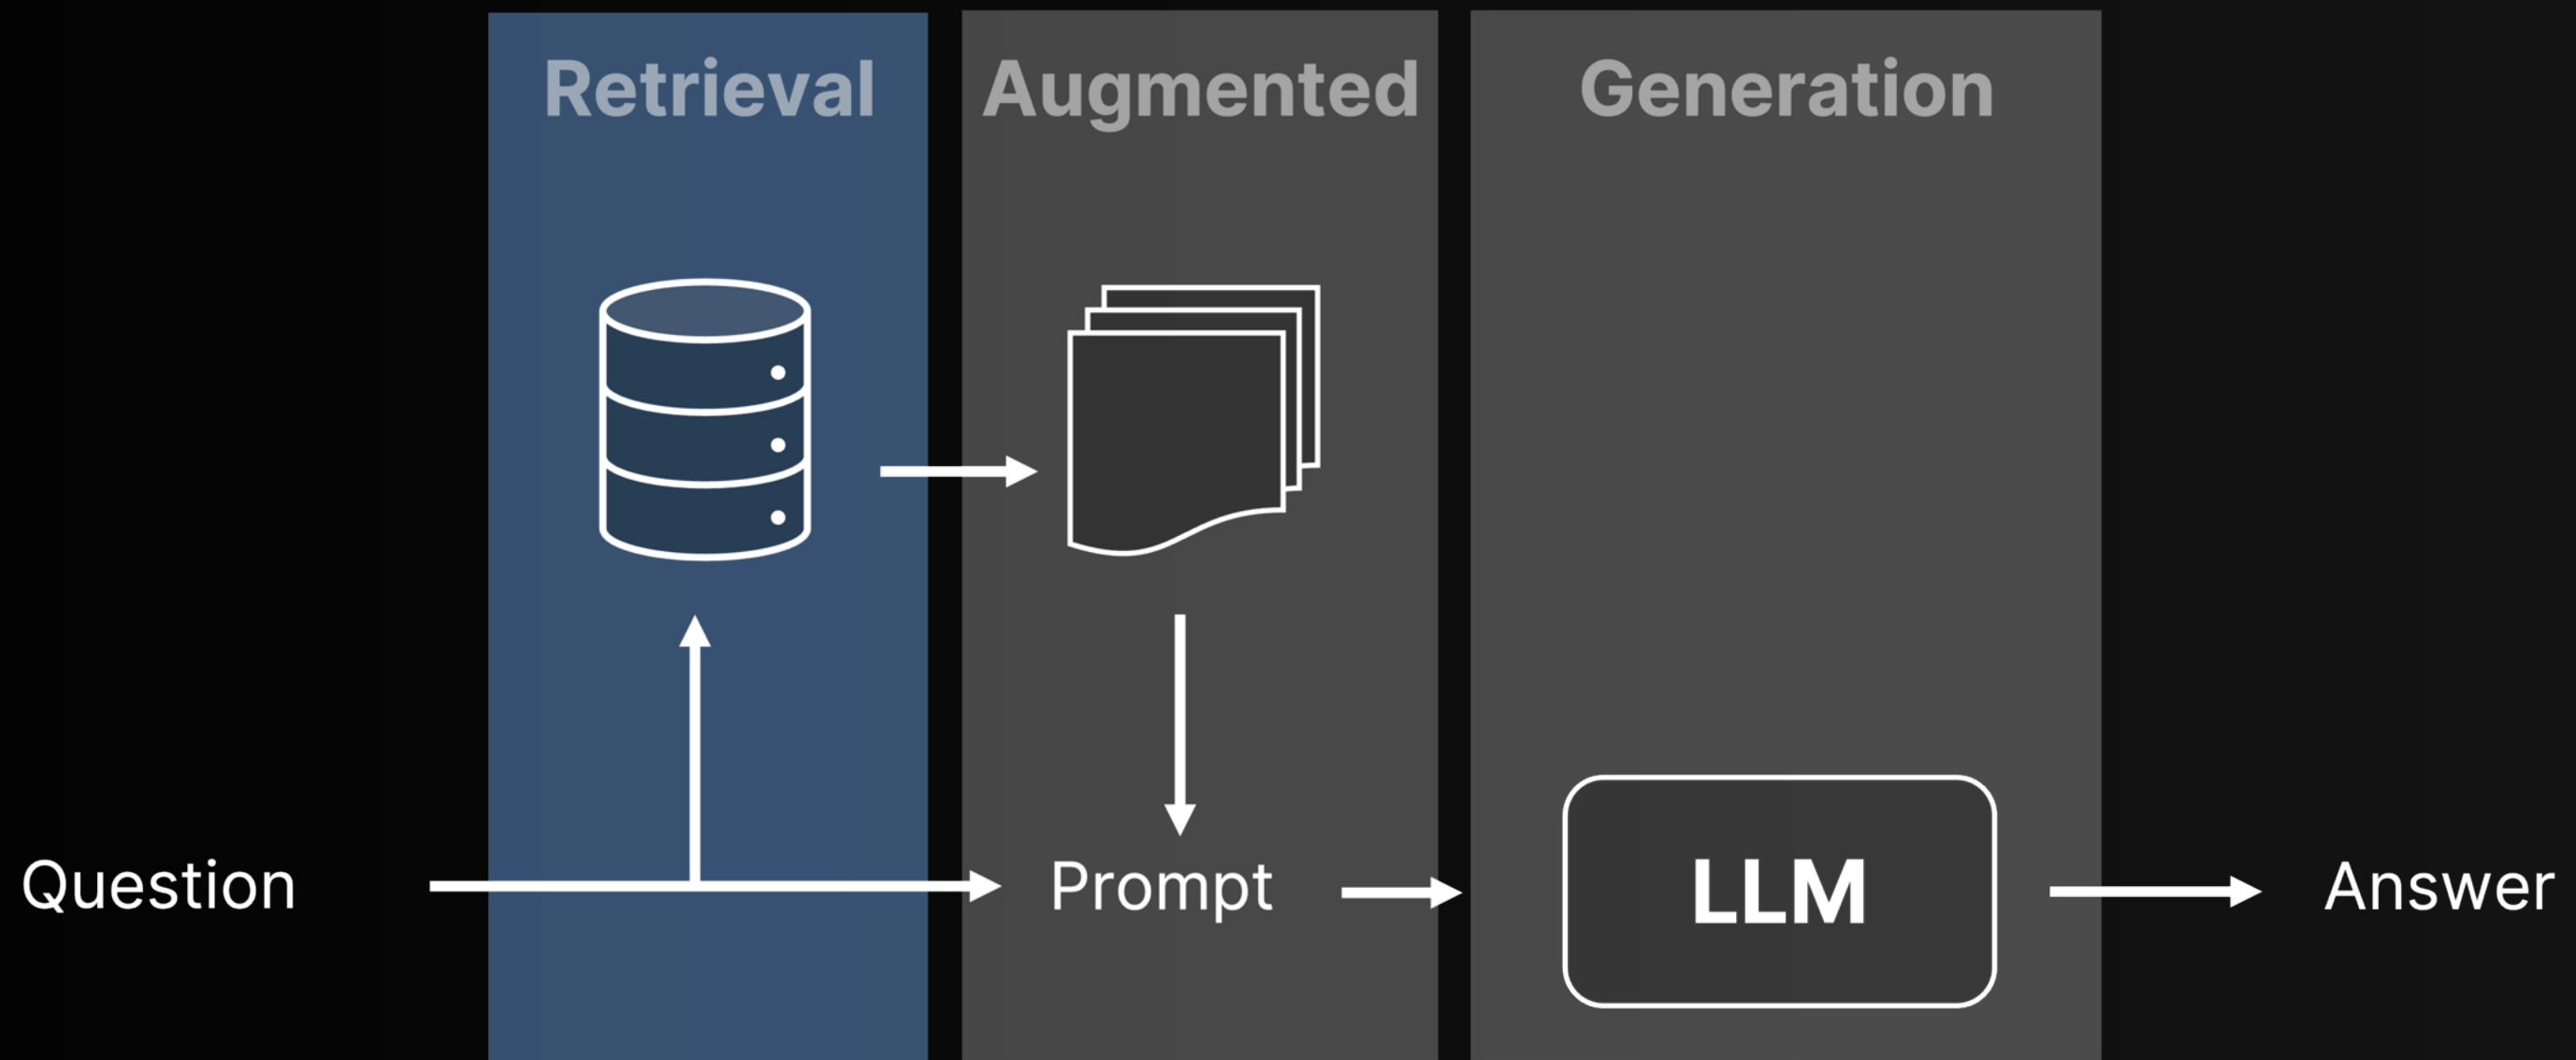 Retrieval
Augmented
Generation
Question
Prompt
LLM
Answer